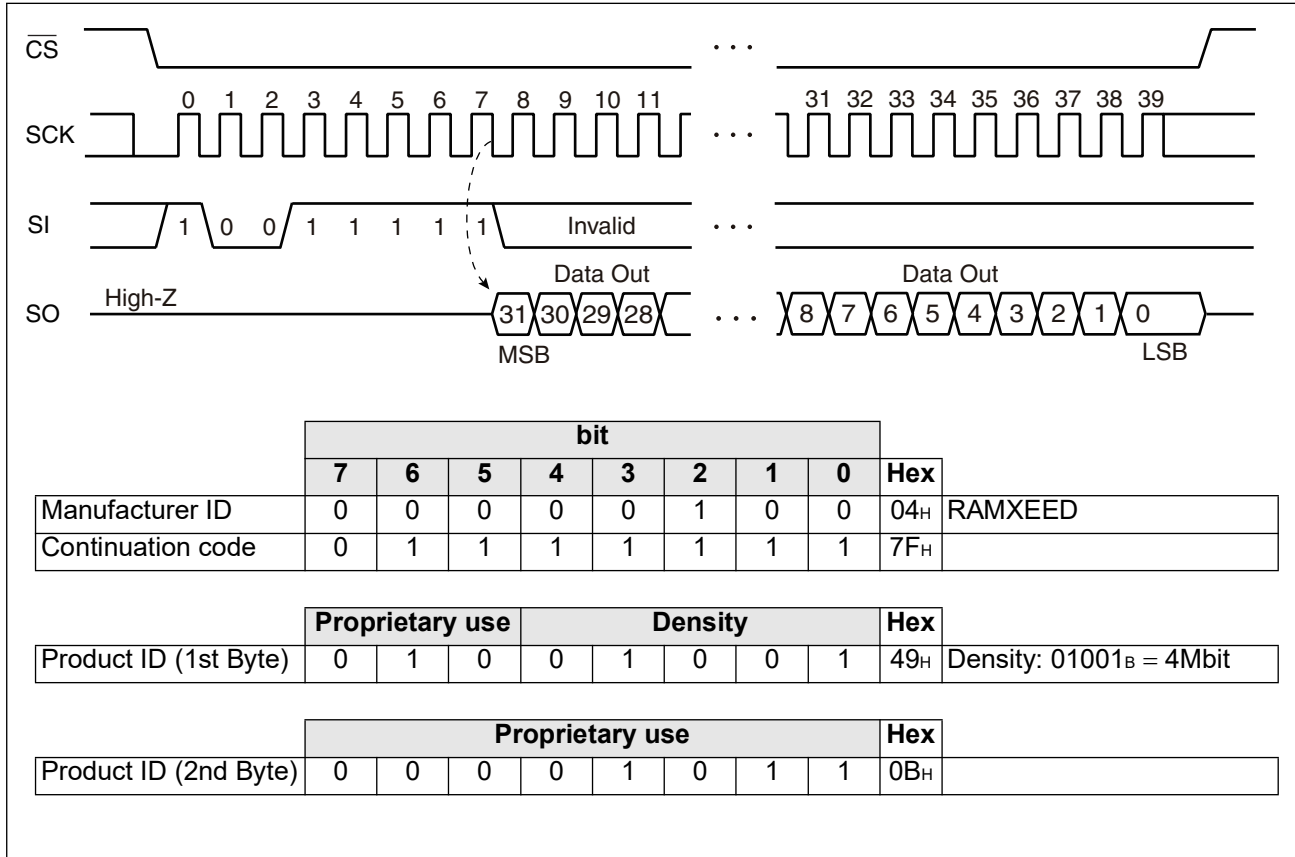 CS
· · ·
0 1 2 3 4 5 6 7 8 9 10 11 31 32 33 34 35 36 37 38 39
SCK · · ·
SI 1 0 0 1 1 1 1 1 Invalid · · ·
Data Out Data Out
High-Z
SO 31 30 29 28 · · · 8 7 6 5 4 3 2 1 0
MSB LSB
bit
7 6 5 4 3 2 1 0 Hex
Manufacturer ID 0 0 0 0 0 1 0 0 04H RAMXEED
Continuation code 0 1 1 1 1 1 1 1 7FH
Proprietary use Density Hex
Product ID (1st Byte) 0 1 0 0 1 0 0 1 49H Density: 01001B = 4Mbit
Proprietary use Hex
Product ID (2nd Byte) 0 0 0 0 1 0 1 1 0BH